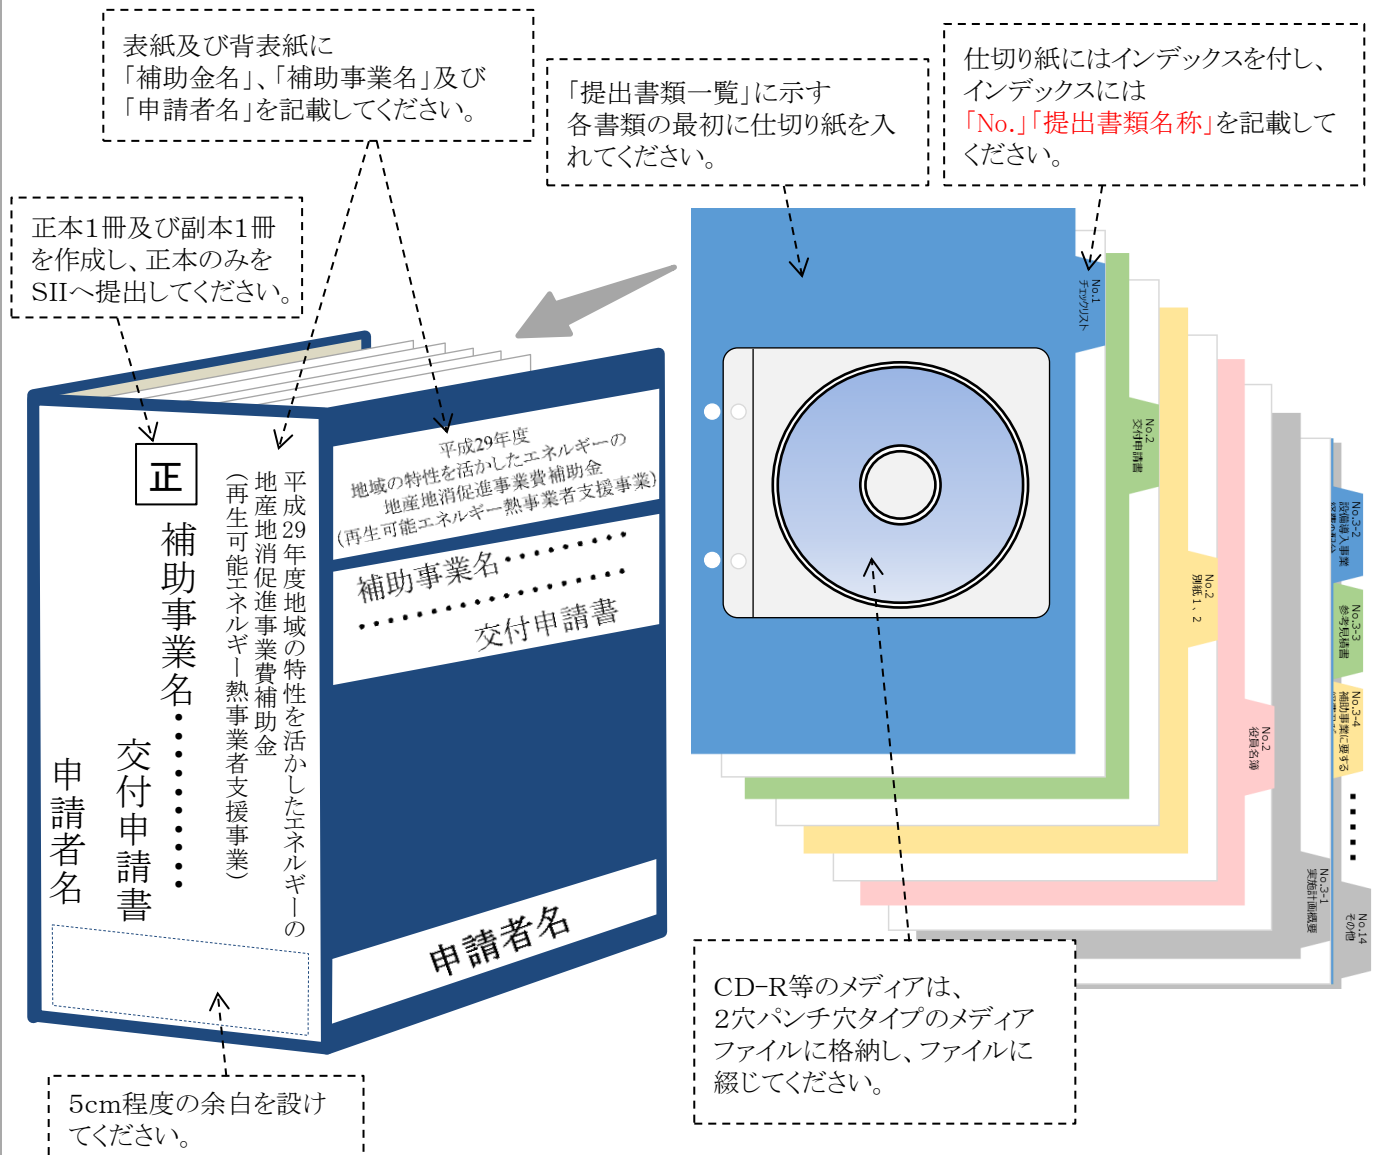 表紙及び背表紙に
「補助金名」、「補助事業名」及び
「申請者名」を記載してください。
「提出書類一覧」に示す
各書類の最初に仕切り紙を入
れてください。
仕切り紙にはインデックスを付し、
インデックスには
「No.」「提出書類名称」を記載して
ください。
正本１冊及び副本１冊
を作成し、正本のみを
SIIへ提出してください。
正
平成29年度地域の特性を活かしたエネルギーの
地産地消促進事業費補助金
（再生可能エネルギー熱事業者支援事業）
補助事業名・・・・・・・・・
交付申請書
申請者名
平成29年度
地域の特性を活かしたエネルギーの
地産地消促進事業費補助金
（再生可能エネルギー熱事業者支援事業）
補助事業名・・・・・・・・・
・・・・・・・・・・・・・・・・
交付申請書
申請者名
No.1
チェックリスト
No.2
交付申請書
No.2
別紙１、２
No.2
役員名簿
No.3-1
実施計画概要
No.3-2
設備導入事業
No.3-3
参考見積書
No.3-4
補助事業に要する
・・・・・
No.14
その他
CD-R等のメディアは、
２穴パンチ穴タイプのメディア
ファイルに格納し、ファイルに
綴じてください。
5cm程度の余白を設け
てください。